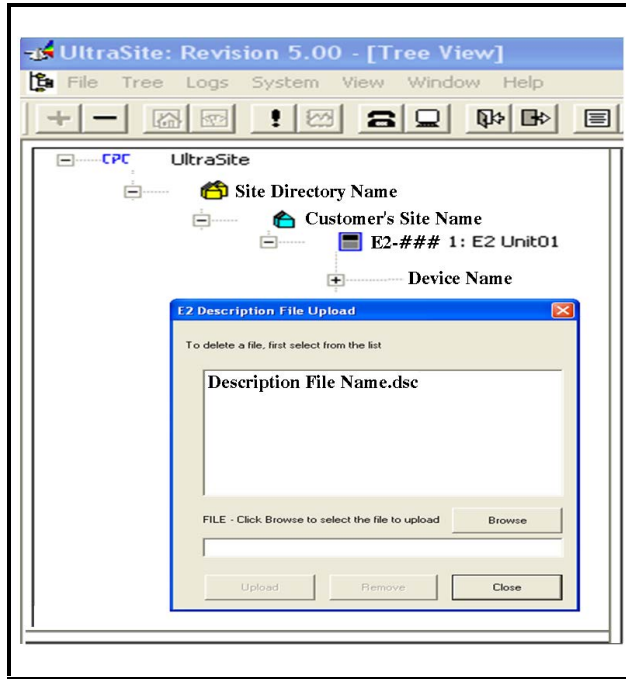 UltraSite: Revision 5.00 - [Tree View]
File Tree Logs System View Window Help
CPC UltraSite
Site Directory Name
Customer's Site Name
E2-### 1: E2 Unit01
Device Name
E2 Description File Upload
To delete a file, first select from the list
Description File Name.dsc
FILE - Click Browse to select the file to upload Browse
Upload Remove Close